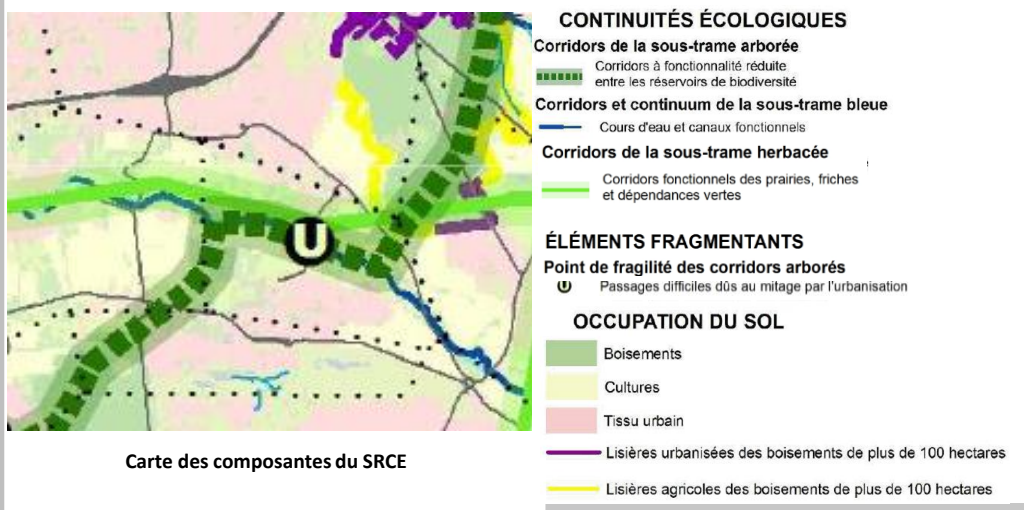 U
Carte des composantes du SRCE
CONTINUITÉS ÉCOLOGIQUES
Corridors de la sous-trame arborée
Corridors à fonctionnalité réduite
entre les réservoirs de biodiversité
Corridors et continuum de la sous-trame bleue
Cours d'eau et canaux fonctionnels
Corridors de la sous-trame herbacée
Corridors fonctionnels des prairies, friches
et dépendances vertes
ÉLÉMENTS FRAGMENTANTS
Point de fragilité des corridors arborés
U Passages difficiles dûs au mitage par l'urbanisation
OCCUPATION DU SOL
Boisements
Cultures
Tissu urbain
Lisières urbanisées des boisements de plus de 100 hectares
Lisières agricoles des boisements de plus de 100 hectares